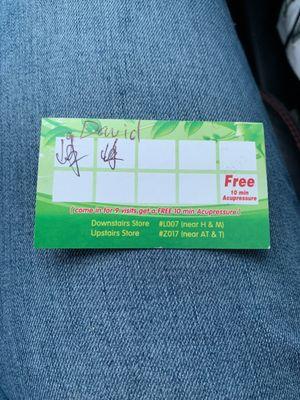 David
Free
10 min
Acupressure
(come in for 9 visits, get a FREE 10 min Acupressure!)
Downstairs Store #L007 (near H & M)
Upstairs Store #Z017 (near AT & T)